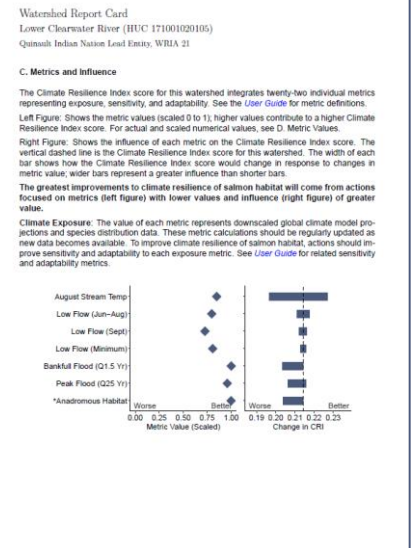 Watershed Report Card
Lower Clearwater River (HUC 171001020105)
Quinault Indian Nation Lead Entity, WRIA 21
C. Metrics and Influence
The Climate Resilience Index score for this watershed integrates twenty-two individual metrics
representing exposure, sensitivity, and adaptability. See the User Guide for metric definitions.
Left Figure: Shows the metric values (scaled 0 to 1); higher values contribute to a higher Climate
Resilience Index score. For actual and scaled numerical values, see D. Metric Values.
Right Figure: Shows the influence of each metric on the Climate Resilience Index score. The
vertical dashed line is the Climate Resilience Index score for this watershed. The width of each
bar shows how the Climate Resilience Index score would change in response to changes in
metric value; wider bars represent a greater influence than shorter bars.
The greatest improvements to climate resilience of salmon habitat will come from actions
focused on metrics (left figure) with lower values and influence (right figure) of greater
value.
Climate Exposure: The value of each metric represents downscaled global climate model pro-
jections and species distribution data. These metric calculations should be regularly updated as
new data becomes available. To improve climate resilience of salmon habitat, actions should im-
prove sensitivity and adaptability to each exposure metric. See User Guide for related sensitivity
and adaptability metrics.
August Stream Temp
Low Flow (Jun-Aug)
Low Flow (Sept)
Low Flow (Minimum)
Bankfull Flood (Q1.5 Yr)
Peak Flood (Q25 Yr)
*Anadromous Habitat
Worse Better Worse Better
0.00 0.25 0.50 0.75 1.00 0.19 0.20 0.21 0.22 0.23
Metric Value (Scaled) Change in CRI